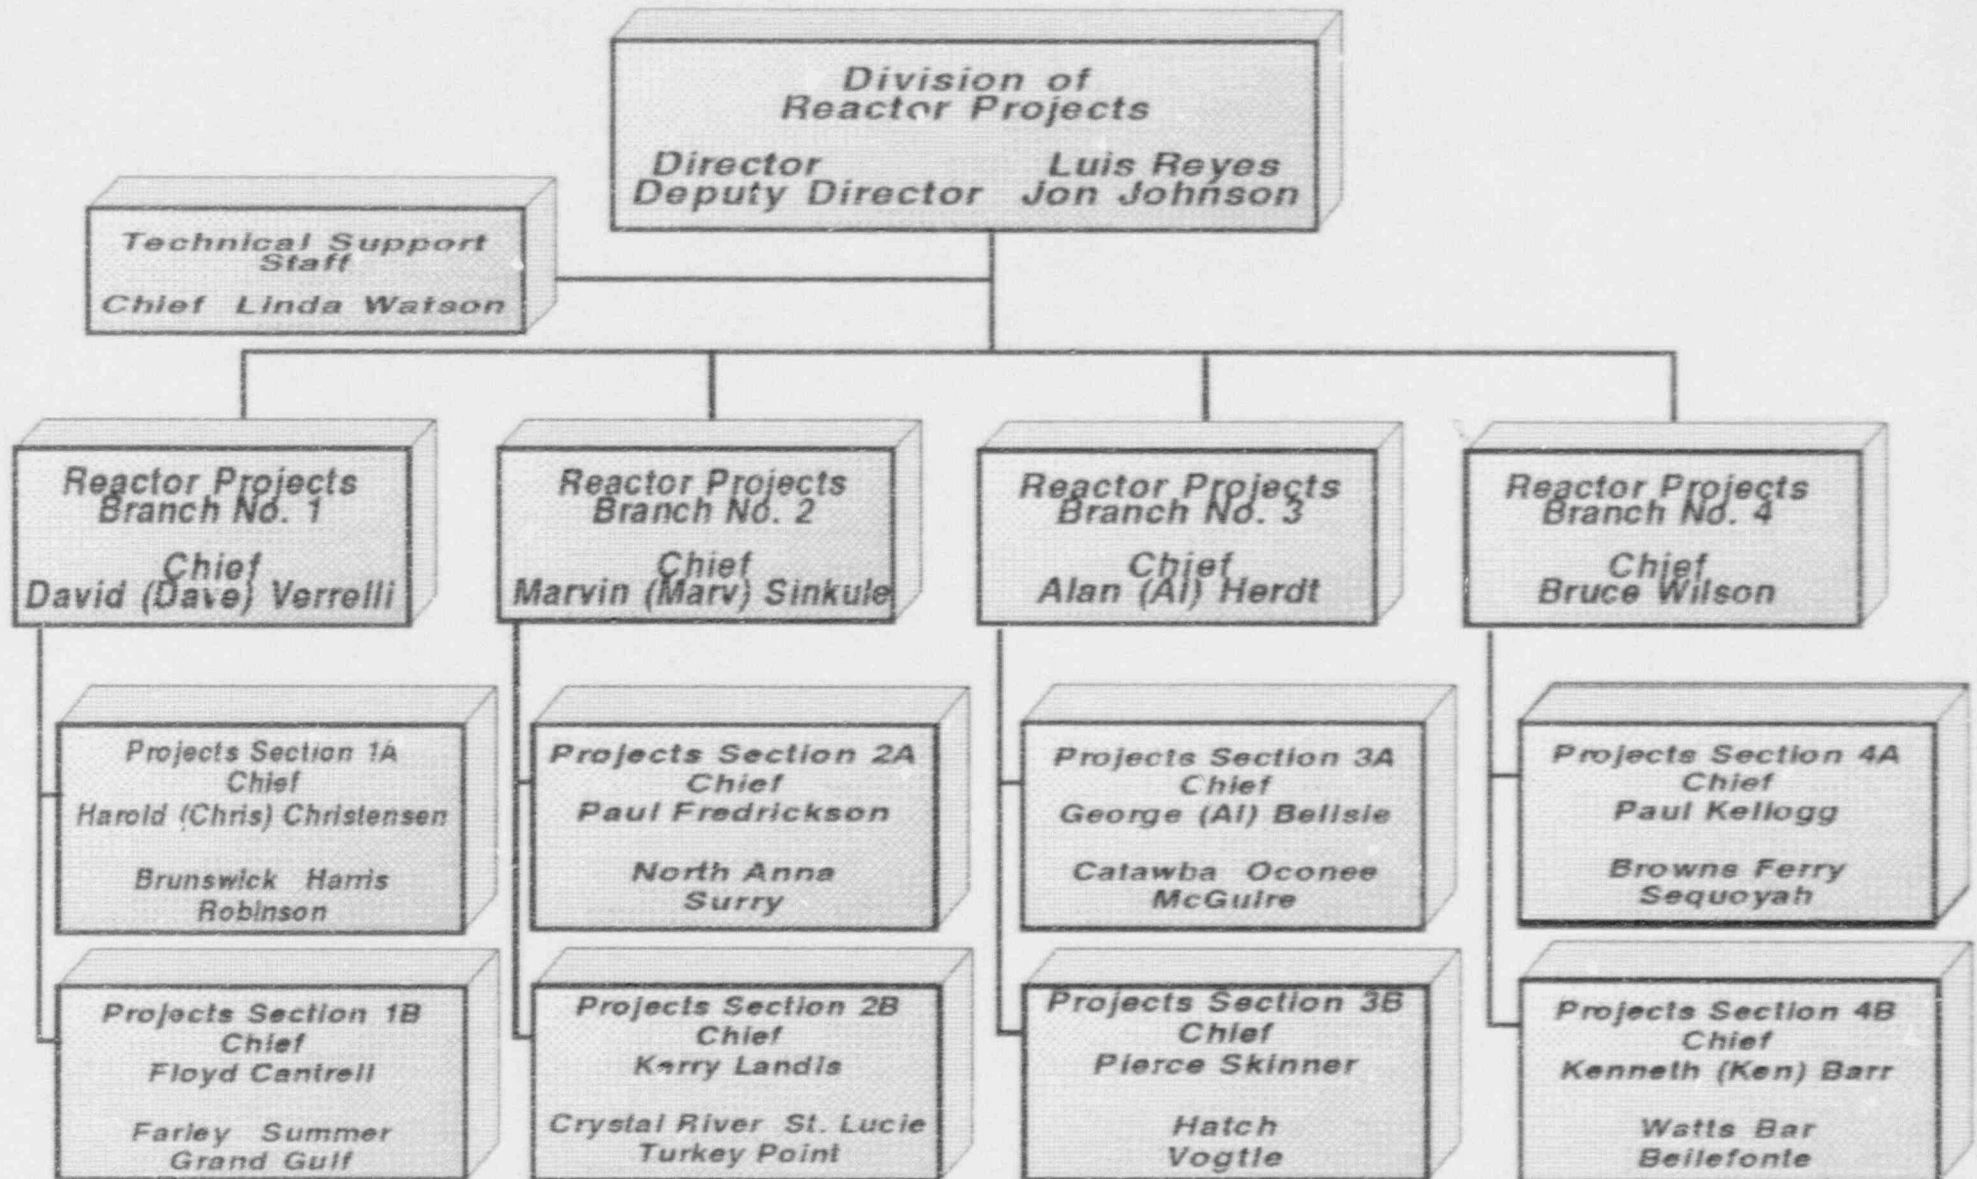 Division of
Reactor Projects
Director Luis Reyes
Deputy Director Jon Johnson
Technical Support
Staff
Chief Linda Watson
Reactor Projects
Branch No. 1
Chief
David (Dave) Verrelli
Reactor Projects
Branch No. 2
Chief
Marvin (Marv) Sinkule
Reactor Projects
Branch No. 3
Chief
Alan (Al) Herdt
Reactor Projects
Branch No. 4
Chief
Bruce Wilson
Projects Section 1A
Chief
Harold (Chris) Christensen
Brunswick Harris
Robinson
Projects Section 2A
Chief
Paul Fredrickson
North Anna
Surry
Projects Section 3A
Chief
George (Al) Belisle
Catawba Oconee
McGuire
Projects Section 4A
Chief
Paul Kellogg
Browns Ferry
Sequoyah
Projects Section 1B
Chief
Floyd Cantrell
Farley Summer
Grand Gulf
Projects Section 2B
Chief
Kerry Landis
Crystal River St. Lucie
Turkey Point
Projects Section 3B
Chief
Pierce Skinner
Hatch
Vogtle
Projects Section 4B
Chief
Kenneth (Ken) Barr
Watts Bar
Bellefonte